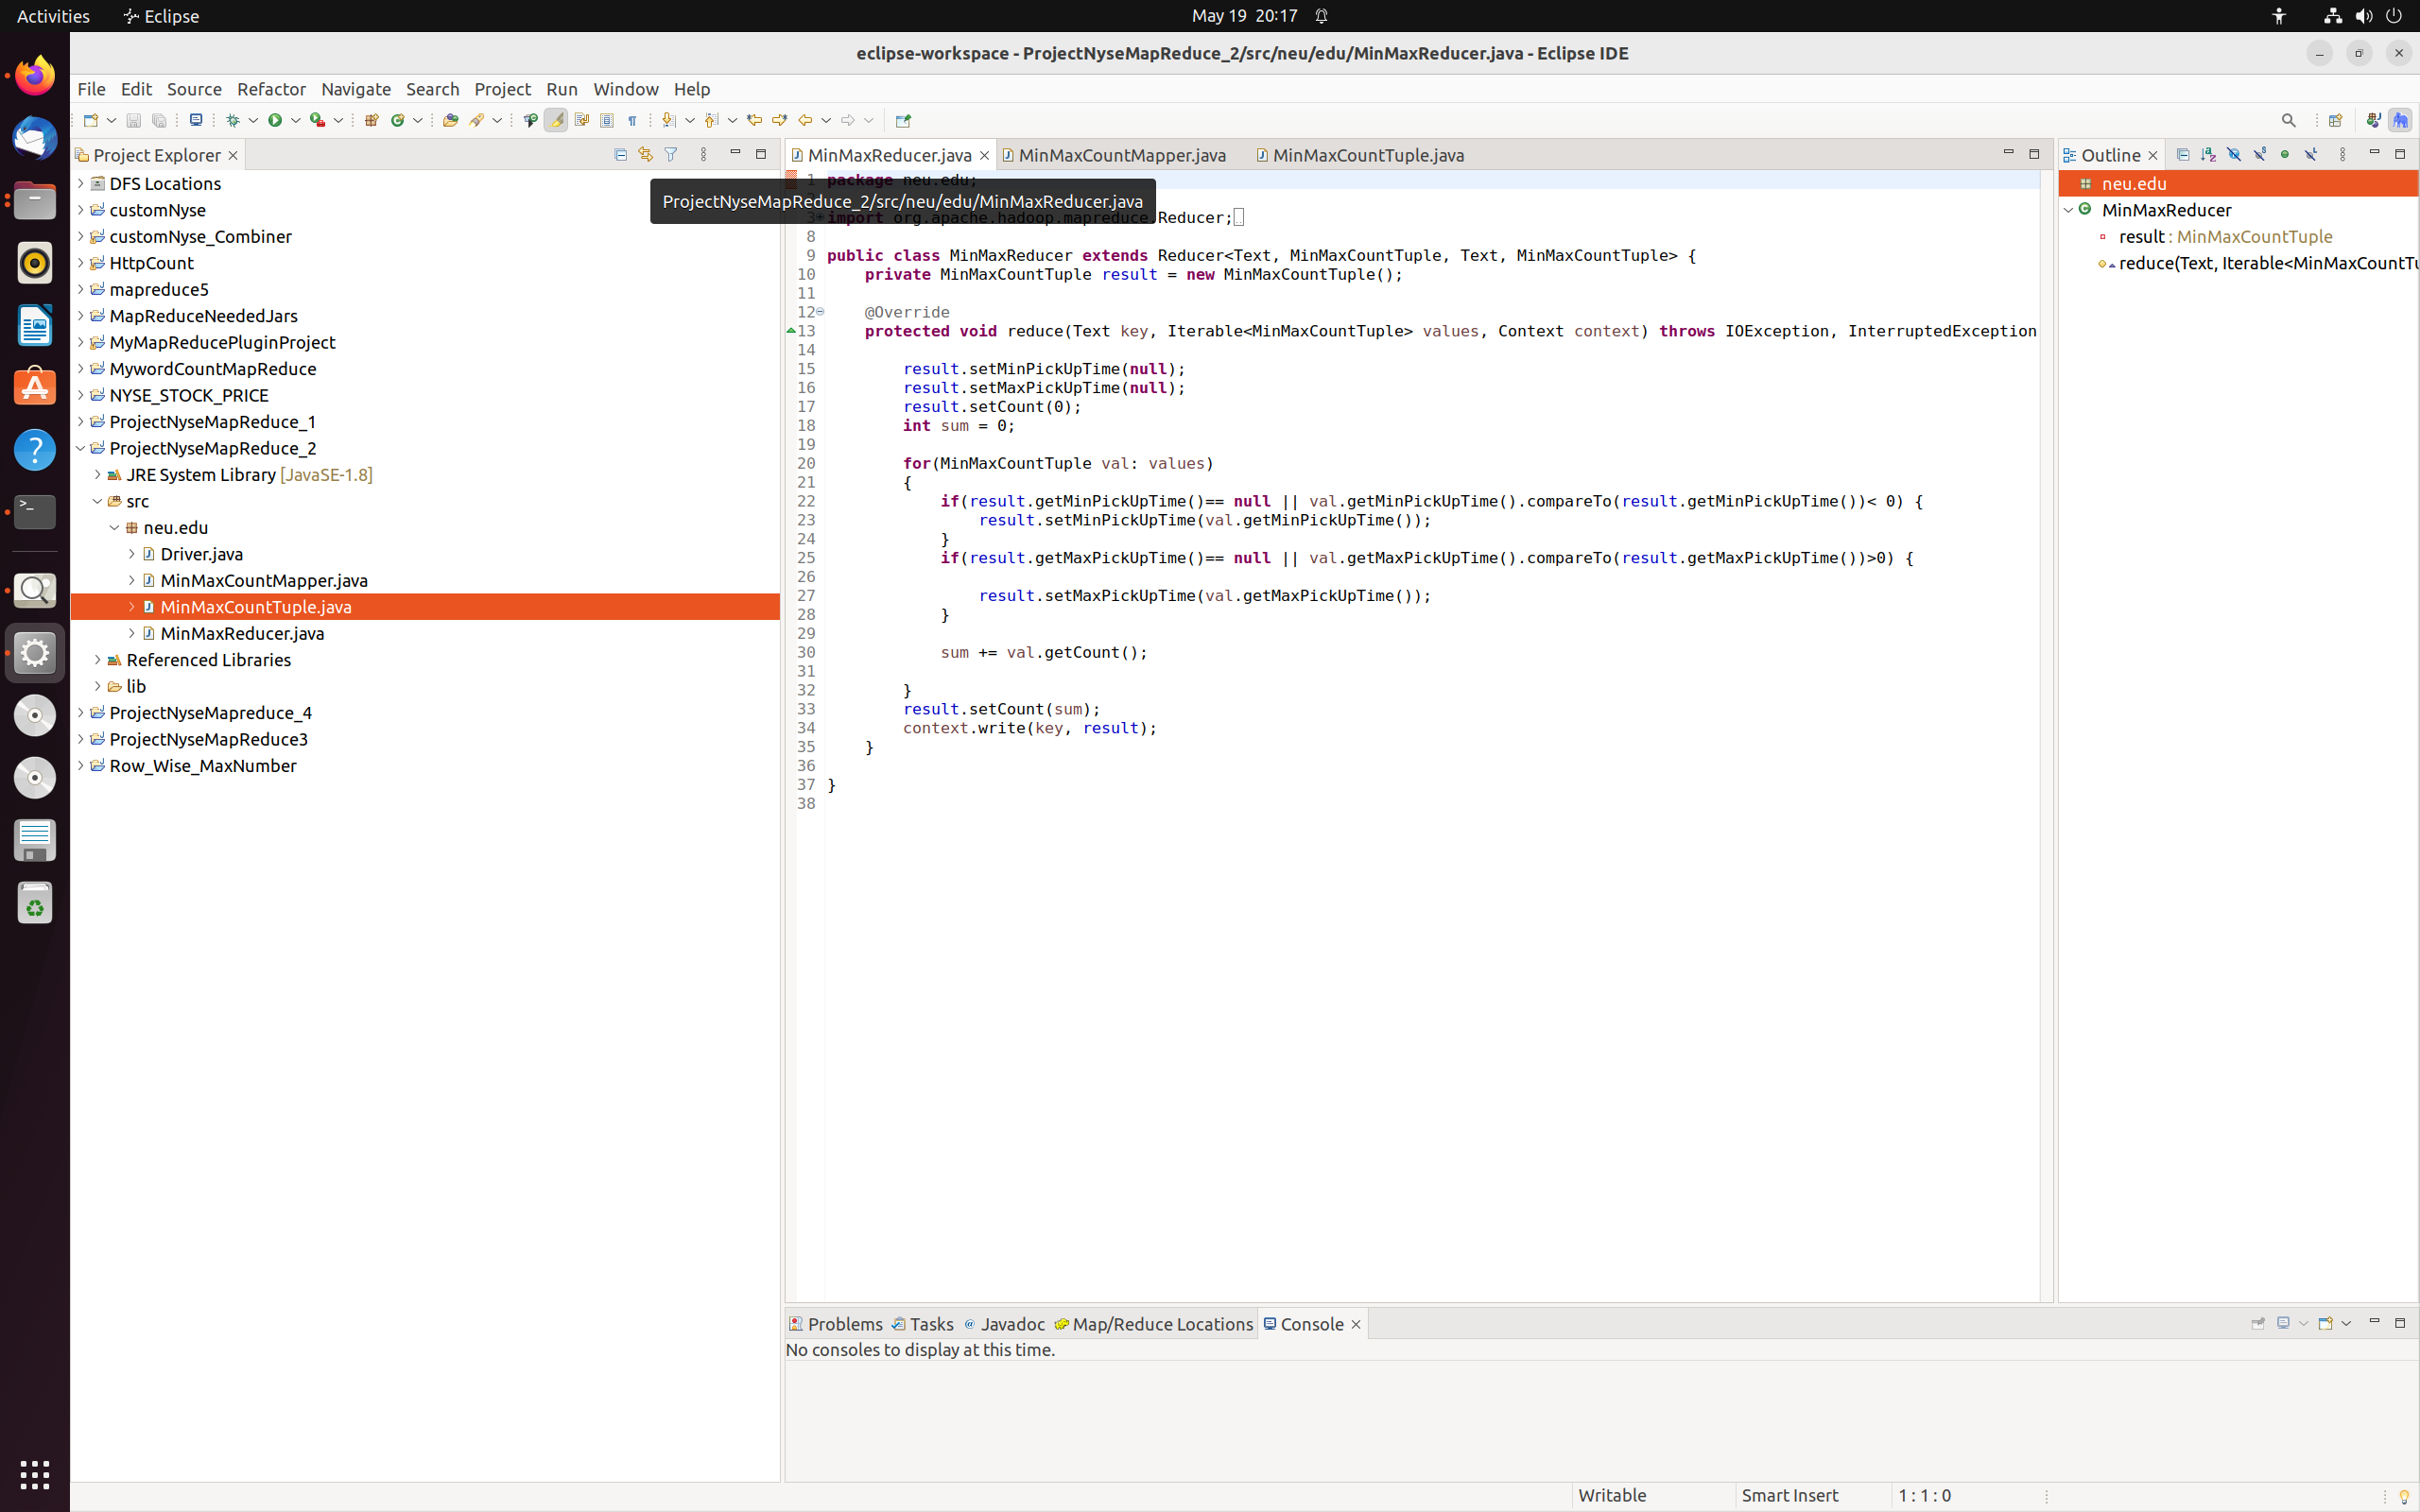 Activities Eclipse May 19 20:17
eclipse-workspace - ProjectNyseMapReduce_2/src/neu/edu/MinMaxReducer.java - Eclipse IDE
File Edit Source Refactor Navigate Search Project Run Window Help
Project Explorer
DFS Locations
customNyse
customNyse_Combiner
HttpCount
mapreduce5
MapReduceNeededJars
MyMapReducePluginProject
MywordCountMapReduce
NYSE_STOCK_PRICE
ProjectNyseMapReduce_1
ProjectNyseMapReduce_2
JRE System Library [JavaSE-1.8]
src
neu.edu
Driver.java
MinMaxCountMapper.java
MinMaxCountTuple.java
MinMaxReducer.java
Referenced Libraries
lib
ProjectNyseMapreduce_4
ProjectNyseMapReduce3
Row_Wise_MaxNumber
MinMaxReducer.java MinMaxCountMapper.java MinMaxCountTuple.java
1 package neu.edu;
ProjectNyseMapReduce_2/src/neu/edu/MinMaxReducer.java
3 import org.apache.hadoop.mapreduce.Reducer;
8
9 public class MinMaxReducer extends Reducer<Text, MinMaxCountTuple, Text, MinMaxCountTuple> {
10 private MinMaxCountTuple result = new MinMaxCountTuple();
11
12 @Override
13 protected void reduce(Text key, Iterable<MinMaxCountTuple> values, Context context) throws IOException, InterruptedException
14
15 result.setMinPickUpTime(null);
16 result.setMaxPickUpTime(null);
17 result.setCount(0);
18 int sum = 0;
19
20 for(MinMaxCountTuple val: values)
21 {
22 if(result.getMinPickUpTime()== null || val.getMinPickUpTime().compareTo(result.getMinPickUpTime())< 0) {
23 result.setMinPickUpTime(val.getMinPickUpTime());
24 }
25 if(result.getMaxPickUpTime()== null || val.getMaxPickUpTime().compareTo(result.getMaxPickUpTime())>0) {
26
27 result.setMaxPickUpTime(val.getMaxPickUpTime());
28 }
29
30 sum += val.getCount();
31
32 }
33 result.setCount(sum);
34 context.write(key, result);
35 }
36
37 }
38
Outline
neu.edu
MinMaxReducer
result : MinMaxCountTuple
reduce(Text, Iterable<MinMaxCountTu
Problems Tasks Javadoc Map/Reduce Locations Console
No consoles to display at this time.
Writable Smart Insert 1 : 1 : 0